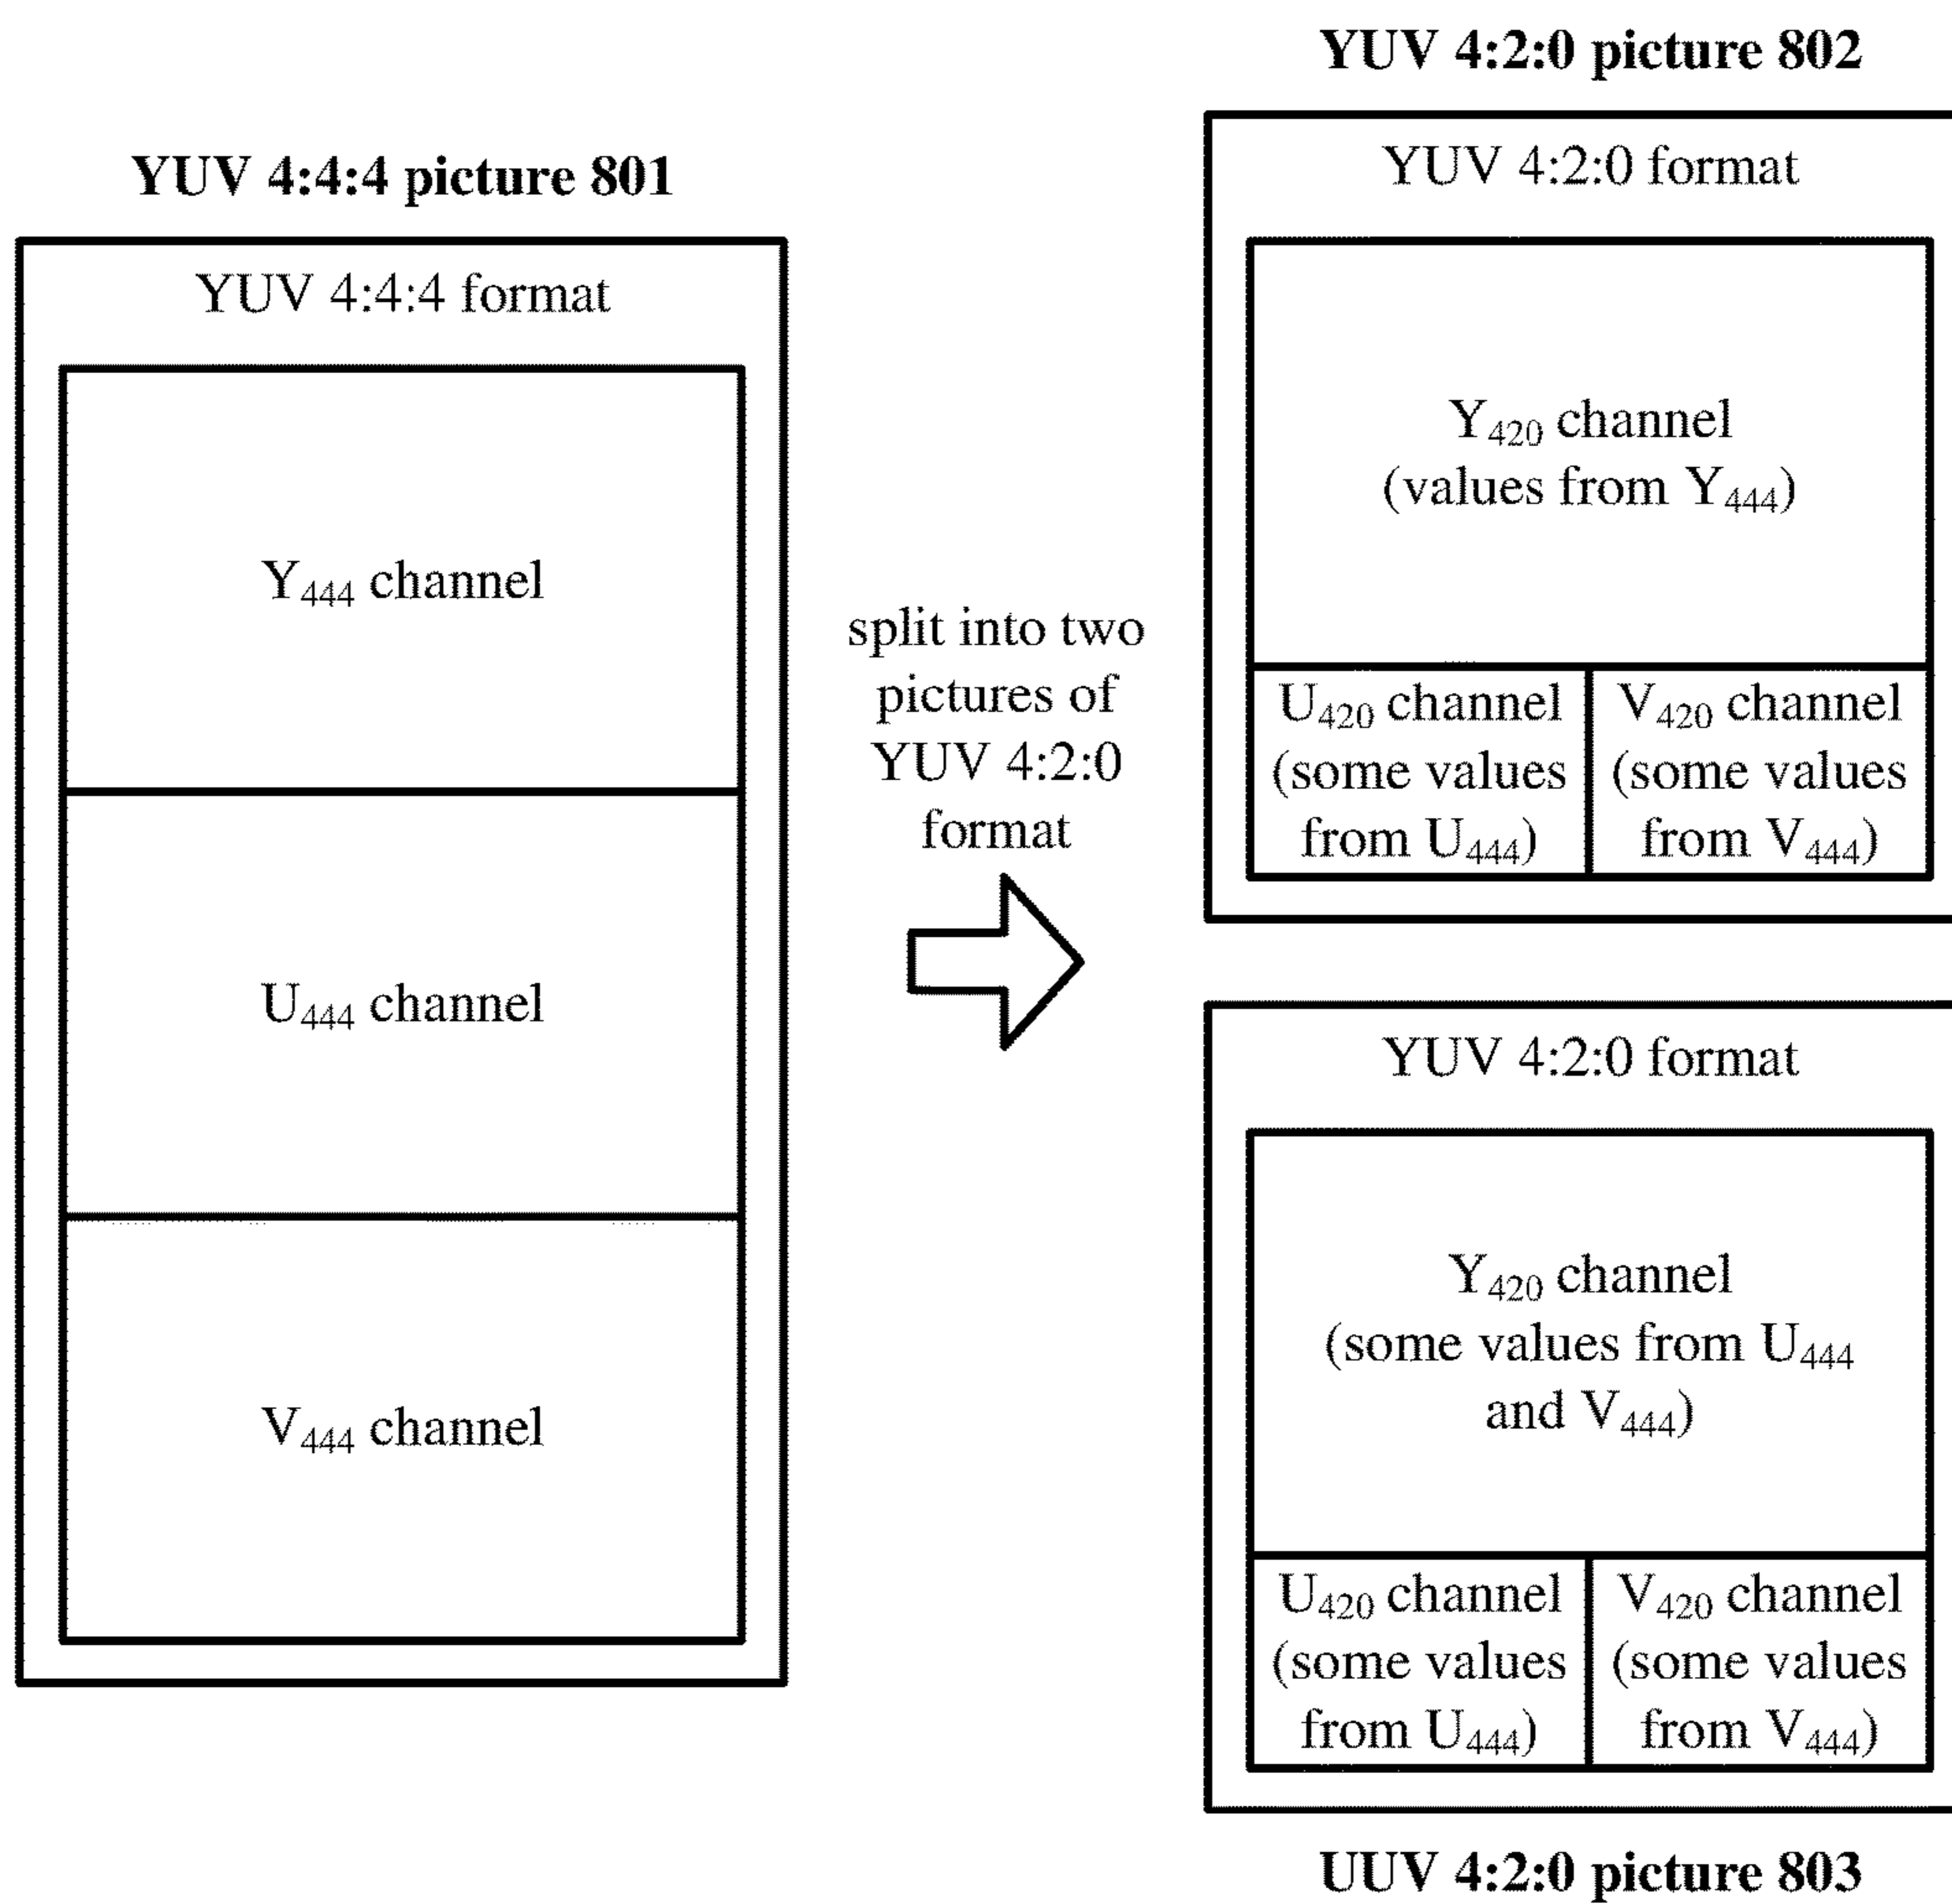 YUV 4:4:4 picture 801
YUV 4:4:4 format
Y₄₄₄ channel
U₄₄₄ channel
V₄₄₄ channel
split into two
pictures of
YUV 4:2:0
format
YUV 4:2:0 picture 802
YUV 4:2:0 format
Y₄₂₀ channel
(values from Y₄₄₄)
U₄₂₀ channel
(some values
from U₄₄₄)
V₄₂₀ channel
(some values
from V₄₄₄)
YUV 4:2:0 format
Y₄₂₀ channel
(some values from U₄₄₄
and V₄₄₄)
U₄₂₀ channel
(some values
from U₄₄₄)
V₄₂₀ channel
(some values
from V₄₄₄)
UUV 4:2:0 picture 803